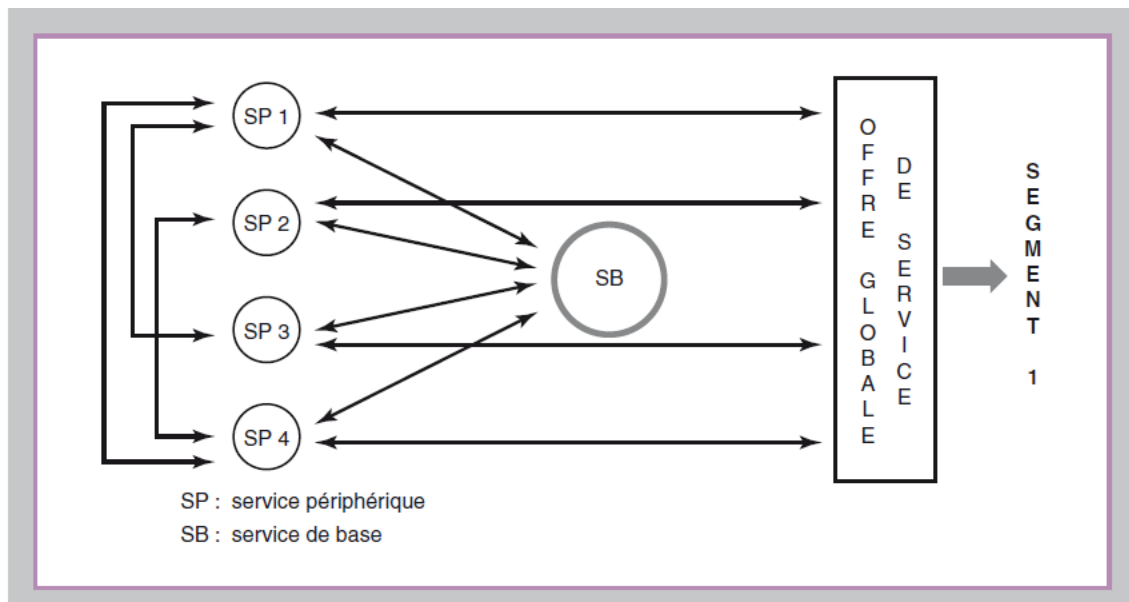 SP 1
SP 2
SP 3
SP 4
SB
OFFRE GLOBALE
DE SERVICE
SEGMENT 1
SP : service périphérique
SB : service de base